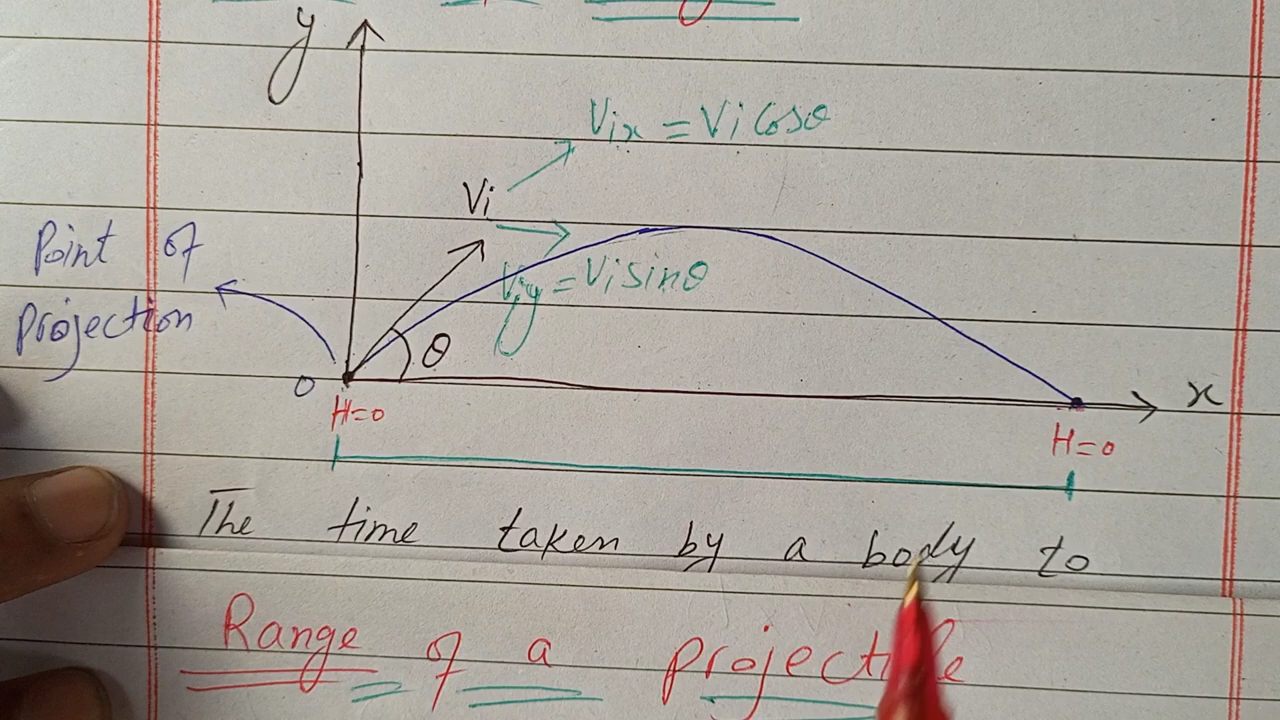 y
Vix = Vi Cosθ
Vi
Point of
projection
Viy = Vi sinθ
θ
0
x
H=0
H=0
The time taken by a body to
Range of a projectile